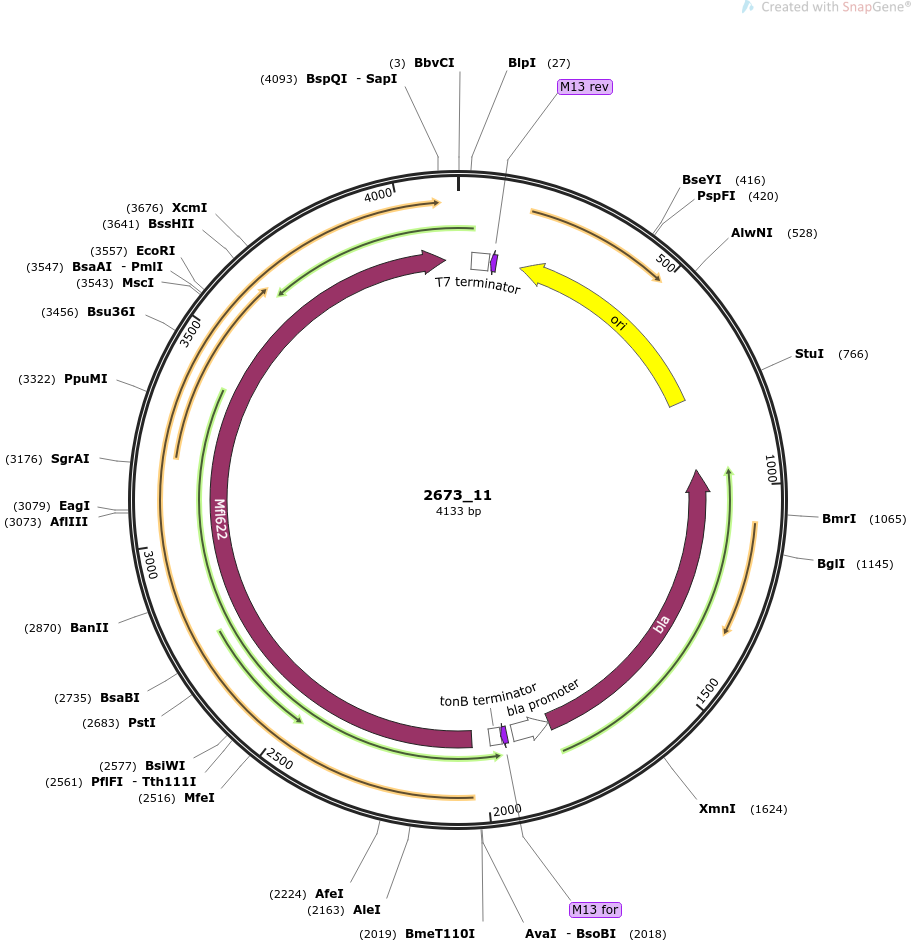 Created with SnapGene®
(3) BbvCI
BlpI (27)
(4093) BspQI - SapI
M13 rev
4000
(3676) XcmI
(3641) BssHII
(3557) EcoRI
(3547) BsaAI - PmlI
(3543) MscI
(3456) Bsu36I
3500
(3322) PpuMI
(3176) SgrAI
(3079) EagI
(3073) AflIII
3000
(2870) BanII
(2735) BsaBI
(2683) PstI
(2577) BsiWI
(2561) PflFI - Tth111I
(2516) MfeI
2500
(2224) AfeI
(2163) AleI
(2019) BmeT110I
AvaI - BsoBI (2018)
M13 for
2000
XmnI (1624)
1500
BglI (1145)
BmrI (1065)
1000
StuI (766)
AlwNI (528)
500
PspFI (420)
BseYI (416)
T7 terminator
ori
Mfl622
2673_11
4133 bp
bla
tonB terminator
bla promoter